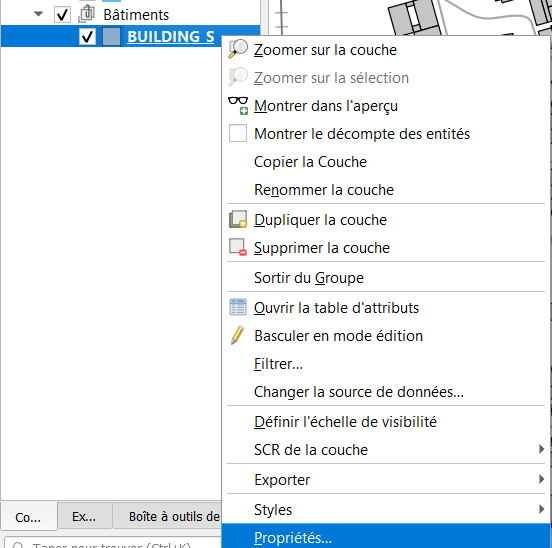 Bâtiments
BUILDING_S
Zoomer sur la couche
Zoomer sur la sélection
Montrer dans l'aperçu
Montrer le décompte des entités
Copier la Couche
Renommer la couche
Dupliquer la couche
Supprimer la couche
Sortir du Groupe
Ouvrir la table d'attributs
Basculer en mode édition
Filtrer...
Changer la source de données...
Définir l'échelle de visibilité
SCR de la couche
Exporter
Styles
Propriétés...
Co...
Ex...
Boîte à outils de
Taper pour trouver (Ctrl+K)